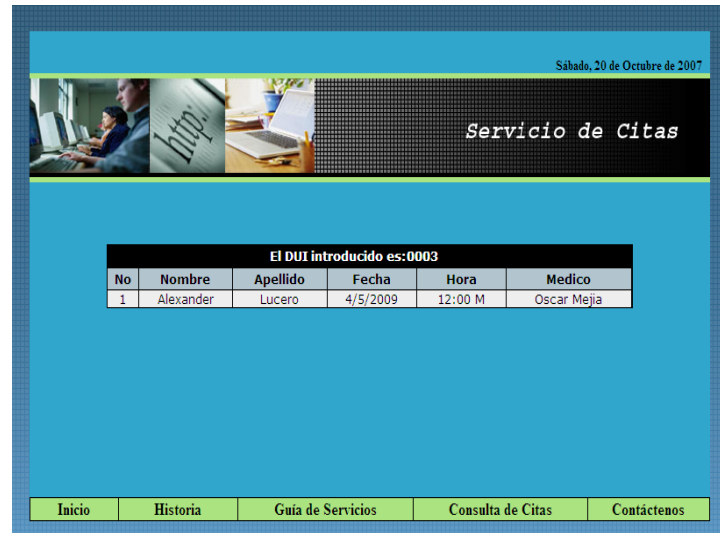 Sábado, 20 de Octubre de 2007
http:
Servicio de Citas
El DUI introducido es:0003
No Nombre Apellido Fecha Hora Medico
1 Alexander Lucero 4/5/2009 12:00 M Oscar Mejia
Inicio Historia Guía de Servicios Consulta de Citas Contáctenos